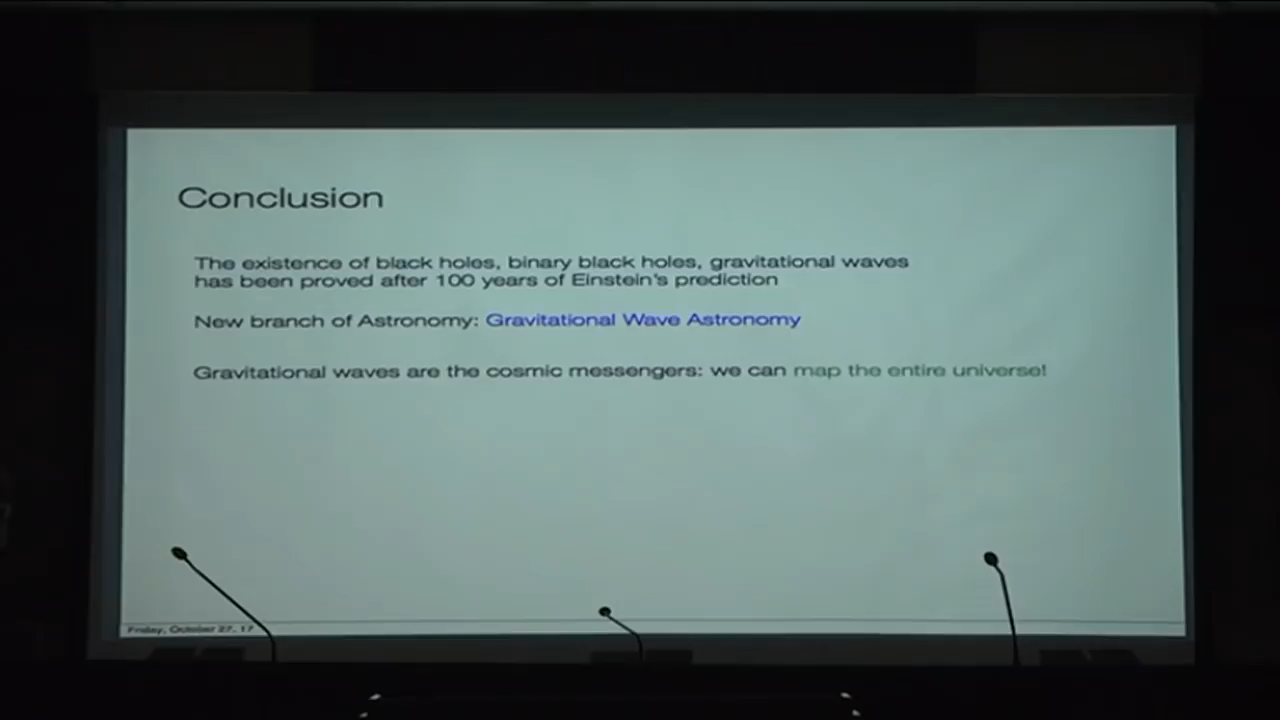 Conclusion
The existence of black holes, binary black holes, gravitational waves
has been proved after 100 years of Einstein's prediction
New branch of Astronomy: Gravitational Wave Astronomy
Gravitational waves are the cosmic messengers: we can map the entire universe!
Friday, October 27, 17